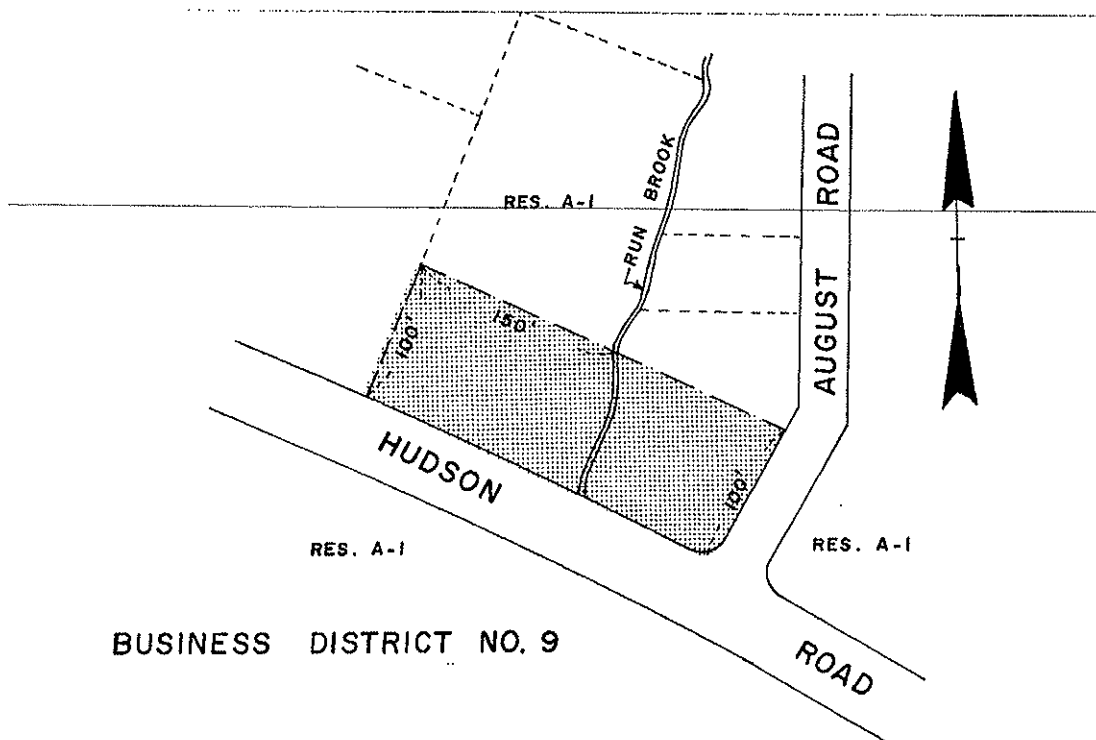 RES. A-1
RUN BROOK
AUGUST ROAD
150'
100'
100'
HUDSON ROAD
RES. A-1
RES. A-1
BUSINESS DISTRICT NO. 9